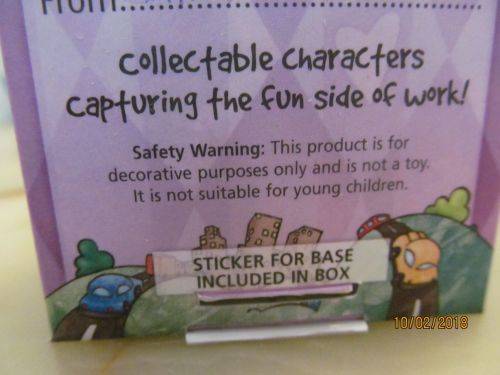 From..............................................
Collectable Characters
capturing the fun side of work!
Safety Warning: This product is for
decorative purposes only and is not a toy.
It is not suitable for young children.
STICKER FOR BASE
INCLUDED IN BOX
10/02/2018